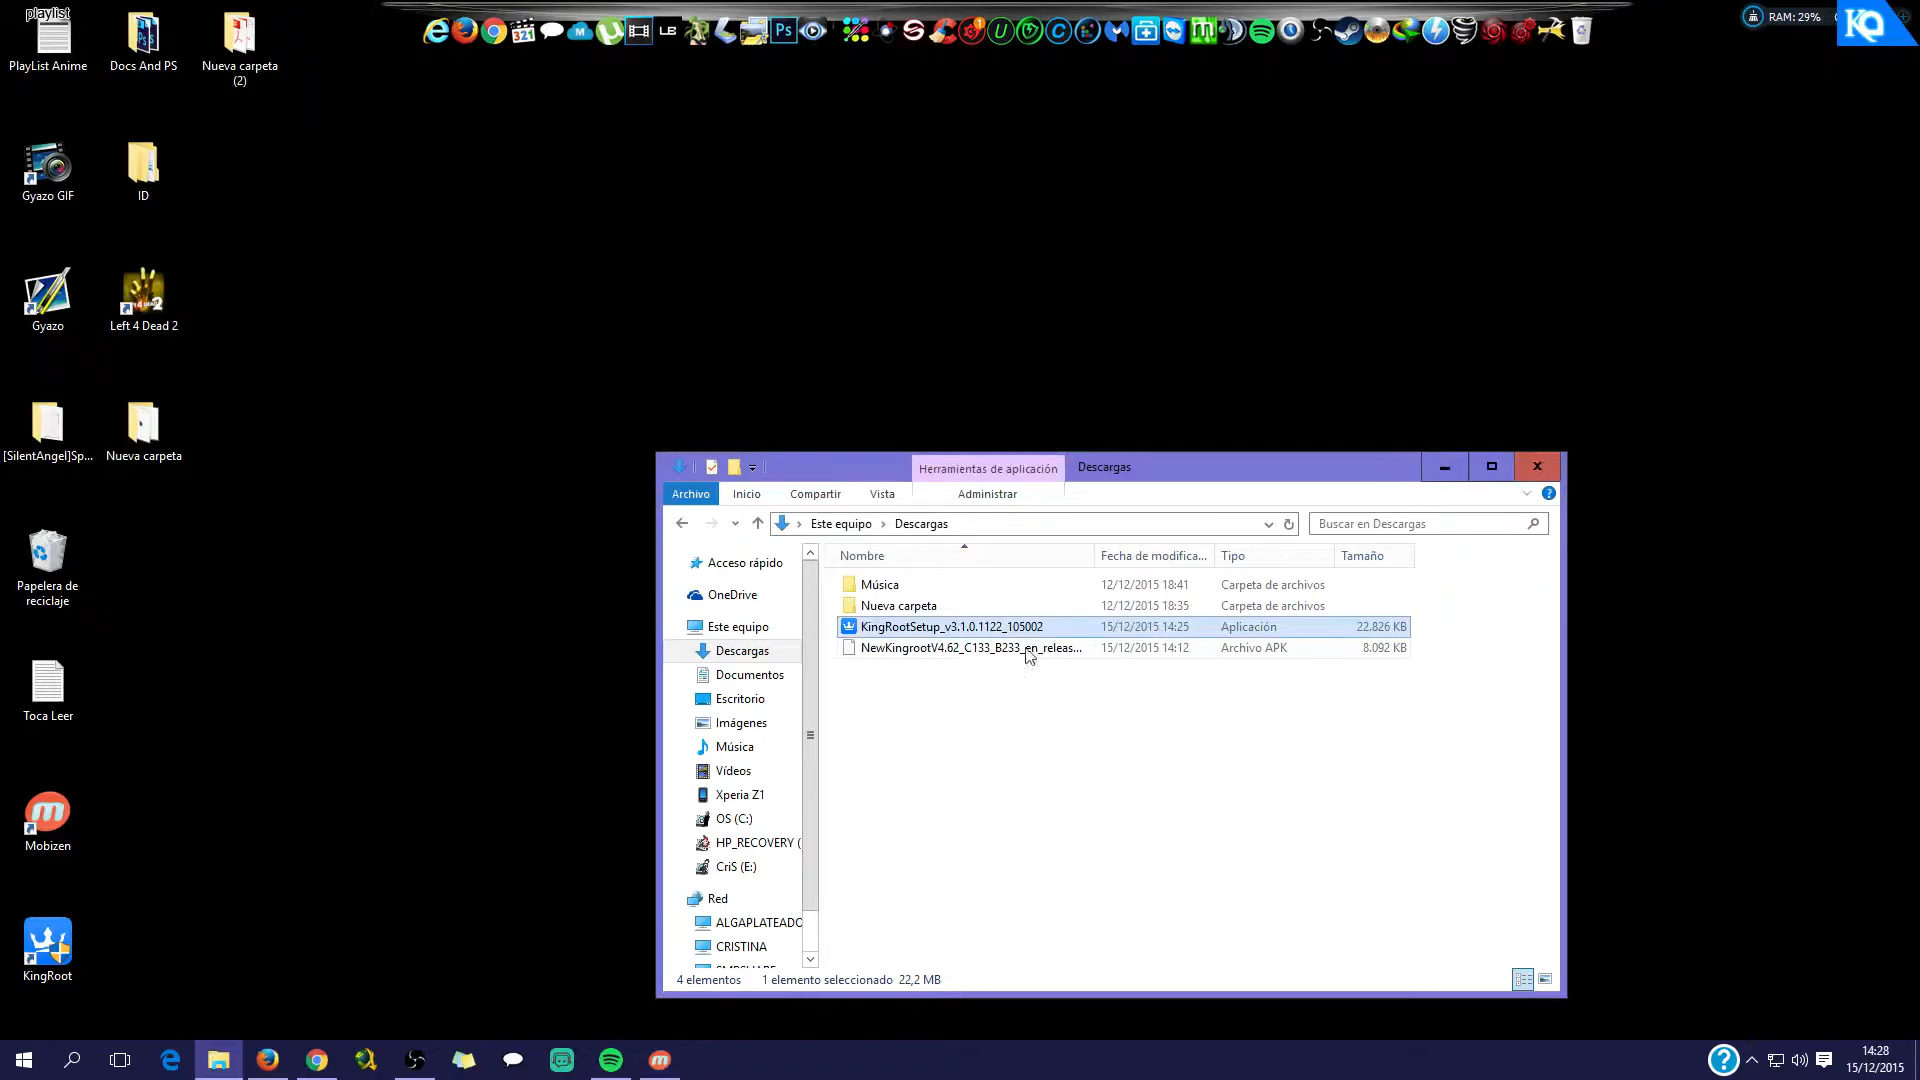 playlist
PlayList Anime
Docs And PS
Nueva carpeta
(2)
RAM: 29%
Gyazo GIF
ID
Gyazo
Left 4 Dead 2
[SilentAngel]Sp...
Nueva carpeta
Papelera de
reciclaje
Toca Leer
Mobizen
KingRoot
Herramientas de aplicación
Descargas
Archivo
Inicio
Compartir
Vista
Administrar
Este equipo
Descargas
Buscar en Descargas
Acceso rápido
OneDrive
Este equipo
Descargas
Documentos
Escritorio
Imágenes
Música
Vídeos
Xperia Z1
OS (C:)
HP_RECOVERY (
CriS (E:)
Red
ALGAPLATEADO
CRISTINA
Nombre
Fecha de modifica...
Tipo
Tamaño
Música 12/12/2015 18:41 Carpeta de archivos
Nueva carpeta 12/12/2015 18:35 Carpeta de archivos
KingRootSetup_v3.1.0.1122_105002 15/12/2015 14:25 Aplicación 22.826 KB
NewKingrootV4.62_C133_B233_en_releas... 15/12/2015 14:12 Archivo APK 8.092 KB
4 elementos
1 elemento seleccionado 22,2 MB
14:28
15/12/2015